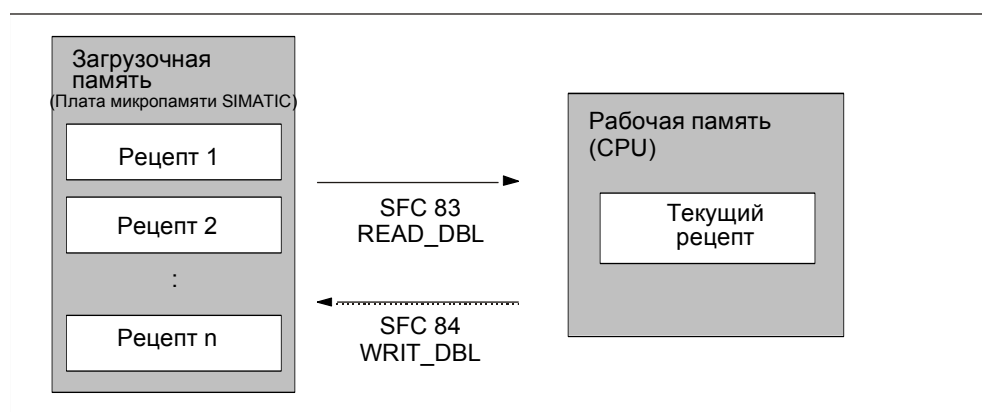 Загрузочная
память
(Плата микропамяти SIMATIC)
Рецепт 1
Рецепт 2
:
Рецепт n
SFC 83
READ_DBL
SFC 84
WRIT_DBL
Рабочая память
(CPU)
Текущий
рецепт